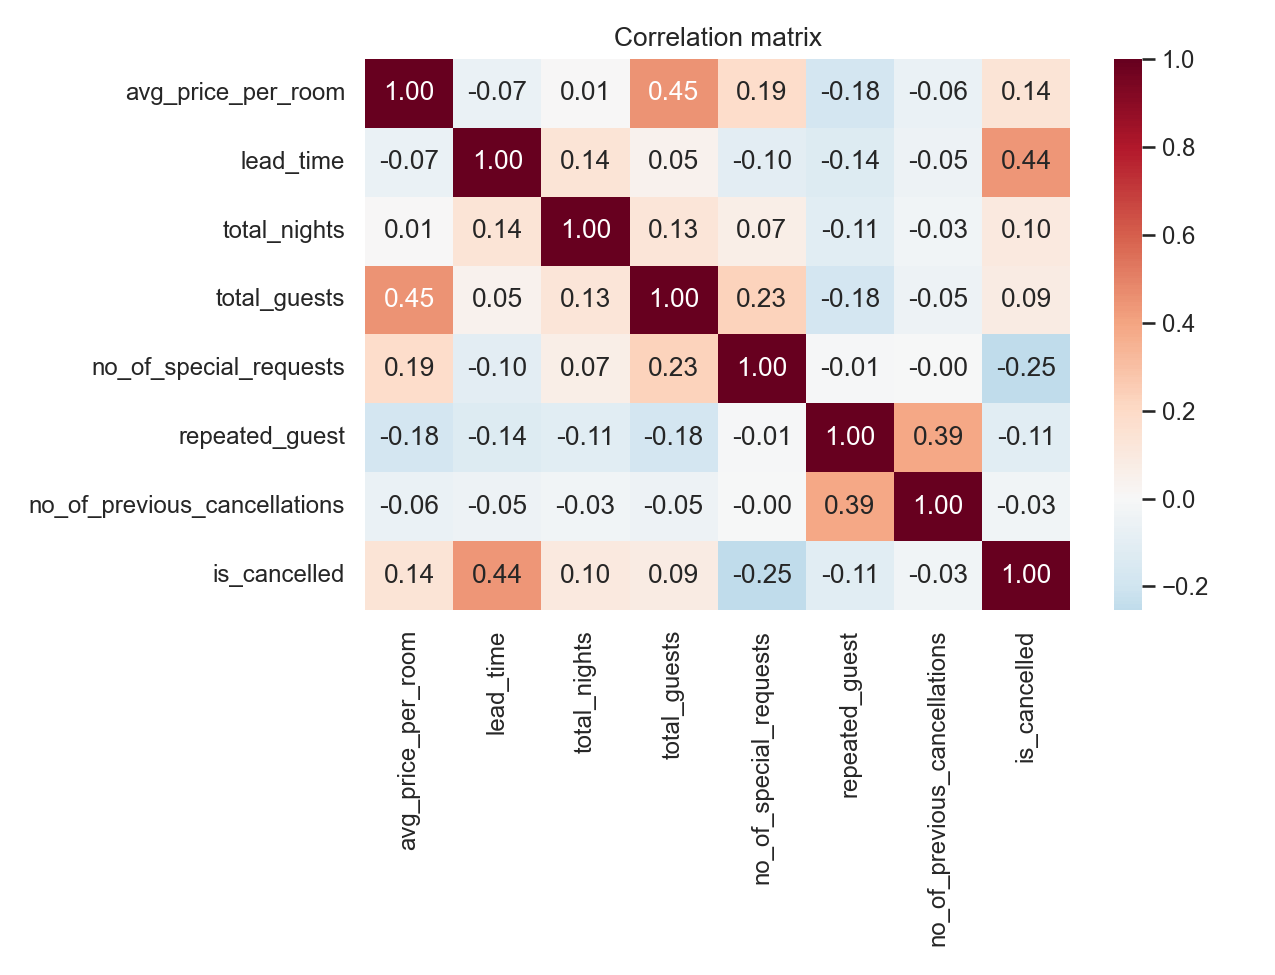 Correlation matrix
avg_price_per_room 1.00 -0.07 0.01 0.45 0.19 -0.18 -0.06 0.14
lead_time -0.07 1.00 0.14 0.05 -0.10 -0.14 -0.05 0.44
total_nights 0.01 0.14 1.00 0.13 0.07 -0.11 -0.03 0.10
total_guests 0.45 0.05 0.13 1.00 0.23 -0.18 -0.05 0.09
no_of_special_requests 0.19 -0.10 0.07 0.23 1.00 -0.01 -0.00 -0.25
repeated_guest -0.18 -0.14 -0.11 -0.18 -0.01 1.00 0.39 -0.11
no_of_previous_cancellations -0.06 -0.05 -0.03 -0.05 -0.00 0.39 1.00 -0.03
is_cancelled 0.14 0.44 0.10 0.09 -0.25 -0.11 -0.03 1.00
avg_price_per_room
lead_time
total_nights
total_guests
no_of_special_requests
repeated_guest
no_of_previous_cancellations
is_cancelled
1.0
0.8
0.6
0.4
0.2
0.0
−0.2